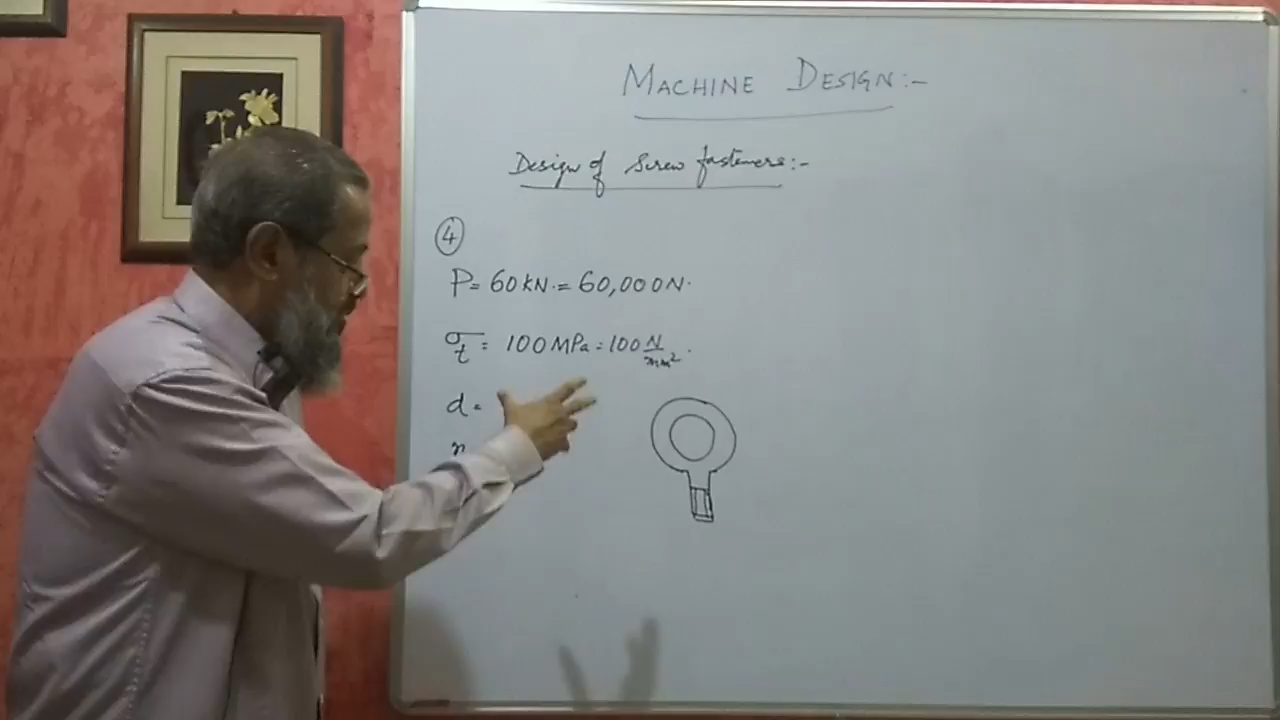 MACHINE DESIGN:-
Design of Screw fasteners:-
4
P = 60 kN. = 60,000 N.
σt = 100 MPa = 100 N/mm².
d =
n